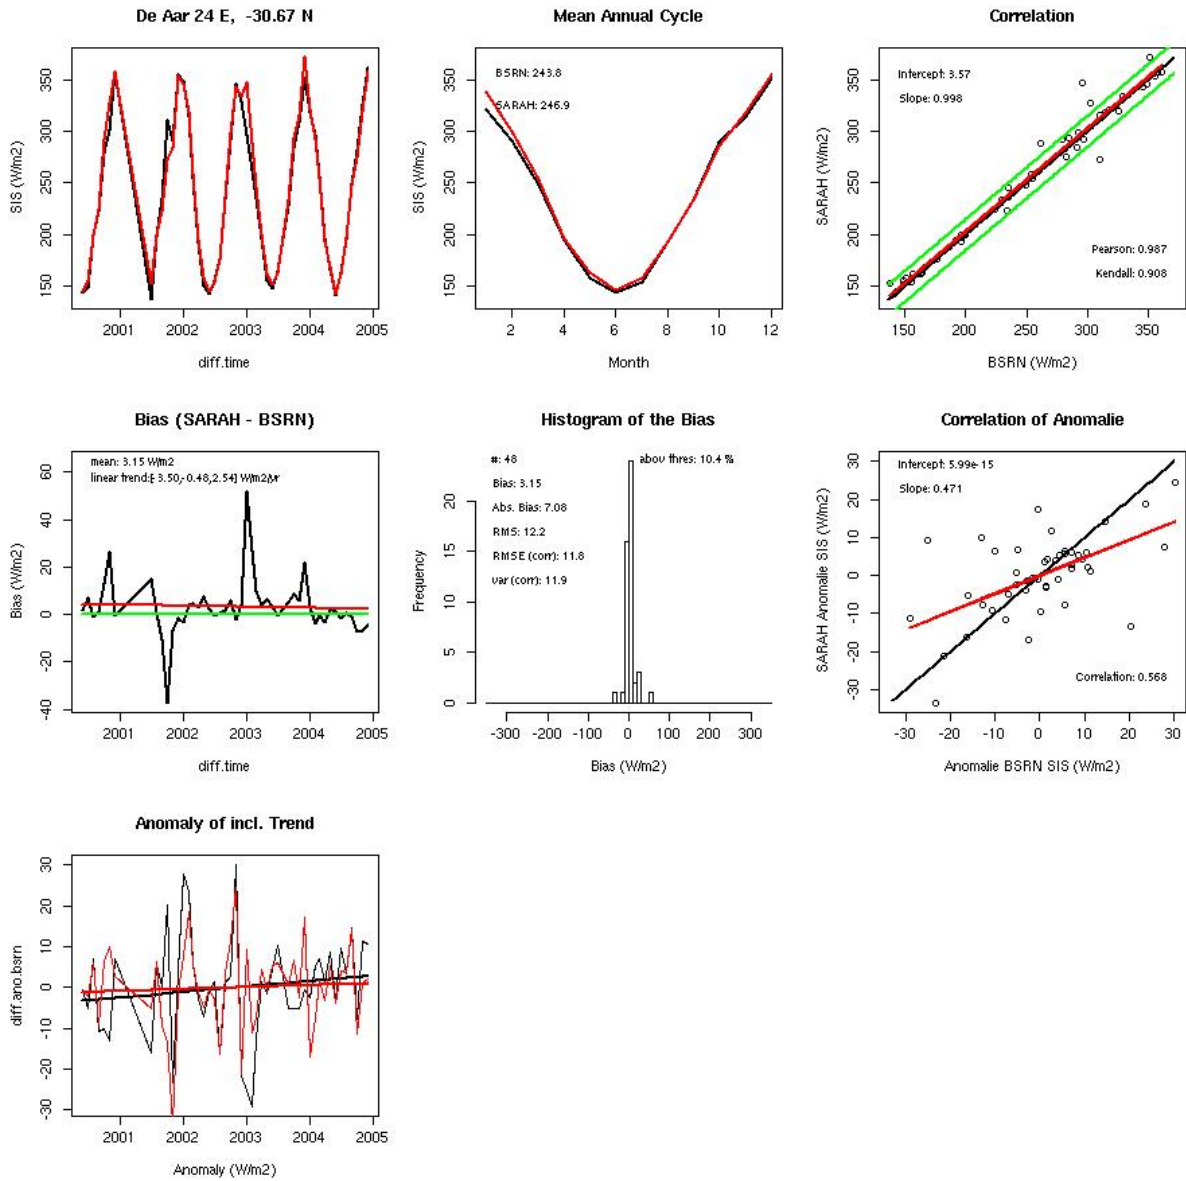 De Aar 24 E, -30.67 N
SIS (W/m2)
350
300
250
200
150
2001 2002 2003 2004 2005
diff.time
Mean Annual Cycle
BSRN: 243.8
SARAH: 246.9
SIS (W/m2)
350
300
250
200
150
2 4 6 8 10 12
Month
Correlation
Intercept: 3.57
Slope: 0.998
Pearson: 0.987
Kendall: 0.908
SARAH (W/m2)
350
300
250
200
150
150 200 250 300 350
BSRN (W/m2)
Bias (SARAH - BSRN)
mean: 3.15 W/m2
linear trend:[- 3.50,-0.48,2.54] W/m2/yr
Bias (W/m2)
60
40
20
0
-20
-40
2001 2002 2003 2004 2005
diff.time
Histogram of the Bias
#: 48
abov thres: 10.4 %
Bias: 3.15
Abs. Bias: 7.08
RMS: 12.2
RMSE (corr): 11.8
var (corr): 11.9
Frequency
20
15
10
5
0
-300 -200 -100 0 100 200 300
Bias (W/m2)
Correlation of Anomalie
Intercept: 5.99e-15
Slope: 0.471
Correlation: 0.568
SARAH Anomalie SIS (W/m2)
30
20
10
0
-10
-20
-30
-30 -20 -10 0 10 20 30
Anomalie BSRN SIS (W/m2)
Anomaly of incl. Trend
diff.ano.bsrn
30
20
10
0
-10
-20
-30
2001 2002 2003 2004 2005
Anomaly (W/m2)